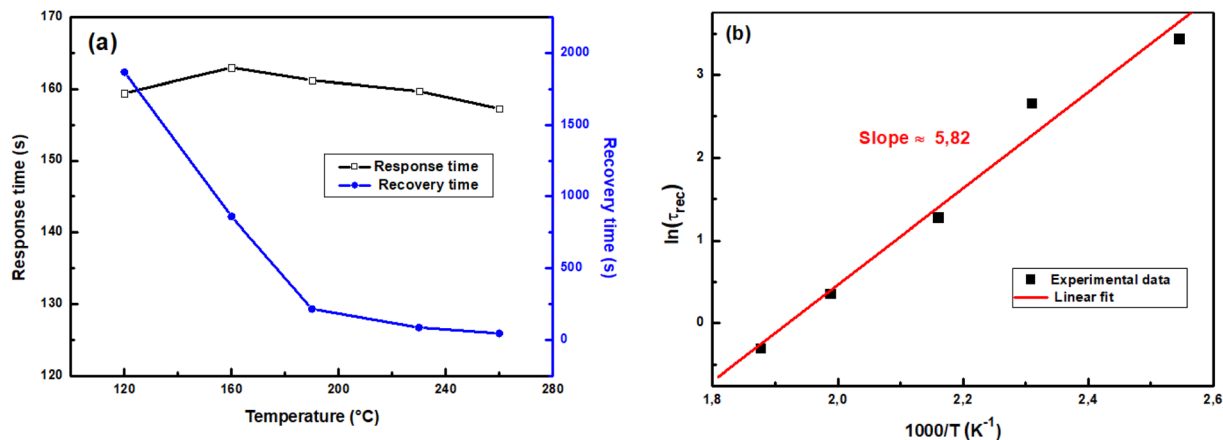 (a)
170
160
150
140
130
120
Response time (s)
120
160
200
240
280
Temperature (°C)
2000
1750
1000
500
250
0
Recovery time (s)
Response time
Recovery time
(b)
3
2
1
0
ln(τrec)
1,8
2,0
2,2
2,4
2,6
1000/T (K-1)
Slope ≈ 5,82
Experimental data
Linear fit